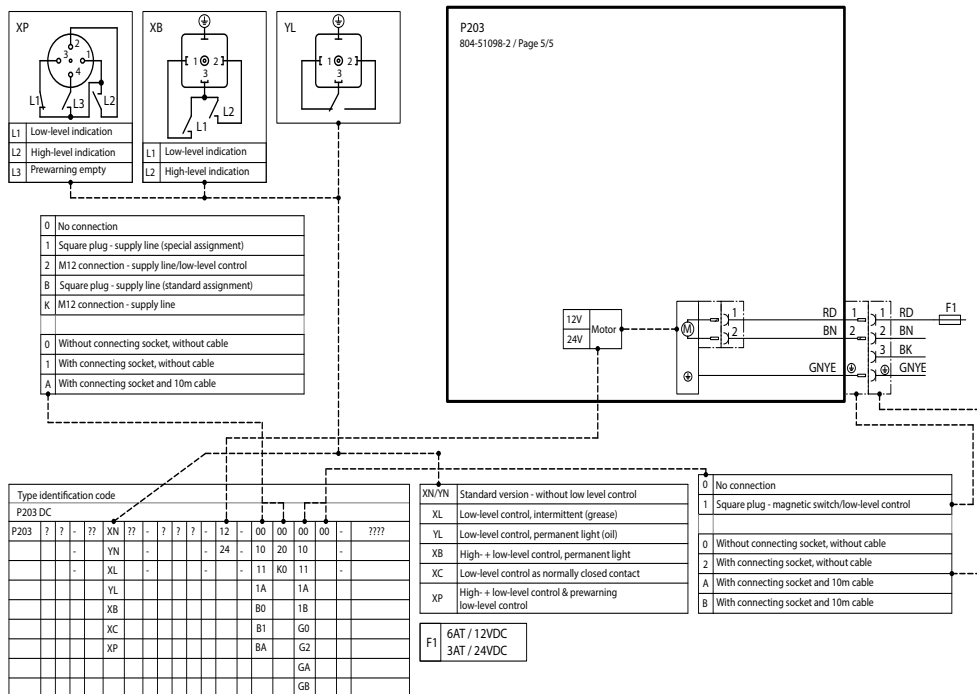 XP
2
3
1
4
L1
L3
L2
L1 Low-level indication
L2 High-level indication
L3 Prewarning empty
XB
1
2
3
L2
L1
L1 Low-level indication
L2 High-level indication
YL
1
2
3
P203
804-51098-2 / Page 5/5
12V
24V
Motor
M
1
2
RD 1 1 RD
BN 2 2 BN
3 BK
GNYE GNYE
F1
0 No connection
1 Square plug - supply line (special assignment)
2 M12 connection - supply line/low-level control
B Square plug - supply line (standard assignment)
K M12 connection - supply line
0 Without connecting socket, without cable
1 With connecting socket, without cable
A With connecting socket and 10m cable
Type identification code
P203 DC
P203 ? ? - ?? XN ?? - ? ? ? - 12 - 00 00 00 00 - ????
- YN - - 24 - 10 20 10 -
- XL - - - 11 K0 11 -
YL 1A 1A
XB B0 1B
XC B1 G0
XP BA G2
GA
GB
XN/YN Standard version - without low level control
XL Low-level control, intermittent (grease)
YL Low-level control, permanent light (oil)
XB High- + low-level control, permanent light
XC Low-level control as normally closed contact
XP High- + low-level control & prewarning
low-level control
F1 6AT / 12VDC
3AT / 24VDC
0 No connection
1 Square plug - magnetic switch/low-level control
0 Without connecting socket, without cable
2 With connecting socket, without cable
A With connecting socket and 10m cable
B With connecting socket and 10m cable